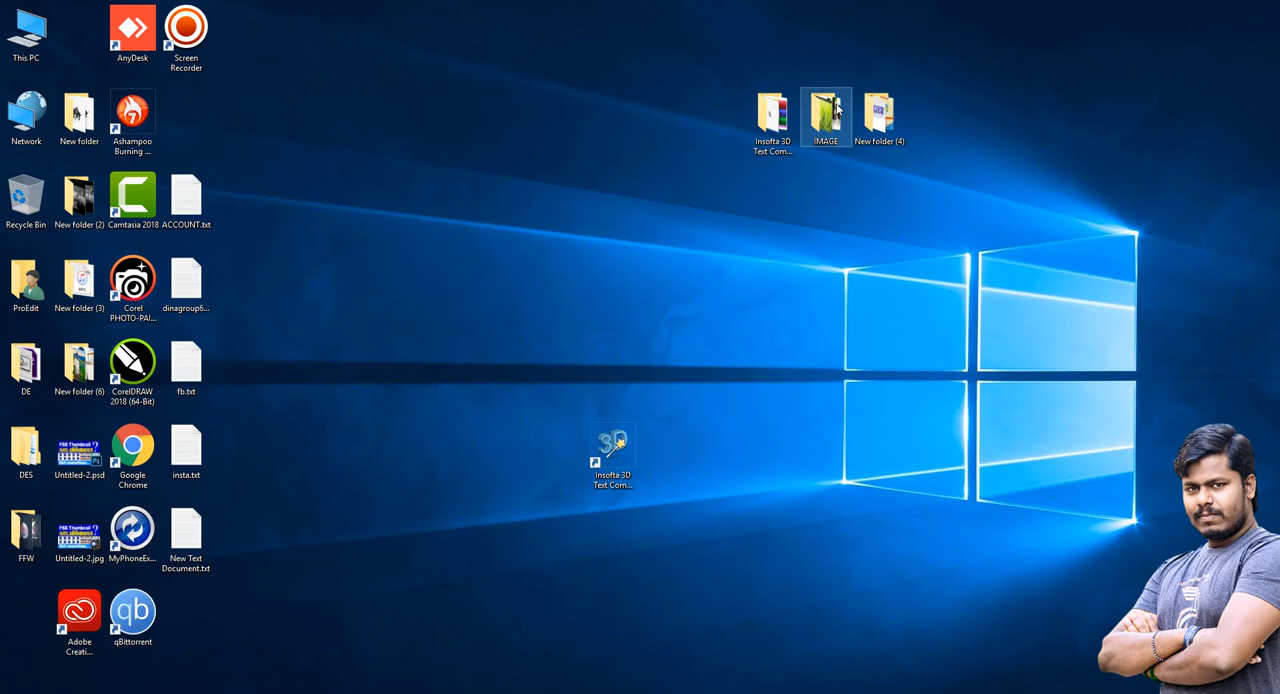 This PC
AnyDesk
Screen
Recorder
Network
New folder
Ashampoo
Burning ...
Insofta 3D
Text Com...
IMAGE
New folder (4)
Recycle Bin
New folder (2)
Camtasia 2018
ACCOUNT.txt
ProEdit
New folder (3)
Corel
PHOTO-PAI...
dinagroup6...
DE
New folder (6)
CorelDRAW
2018 (64-Bit)
fb.txt
3D
Insofta 3D
Text Com...
DES
Untitled-2.psd
Google
Chrome
insta.txt
FFW
Untitled-2.jpg
MyPhoneEx...
New Text
Document.txt
Adobe
Creati...
qb
qBittorrent